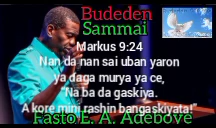 Budeden
Sammai
Markus 9:24
Nan da nan sai uban yaron
ya daga murya ya ce,
"Na ba da gaskiya.
A kore mini rashin bangaskiyata!"
Fasto E. A. Adeboye